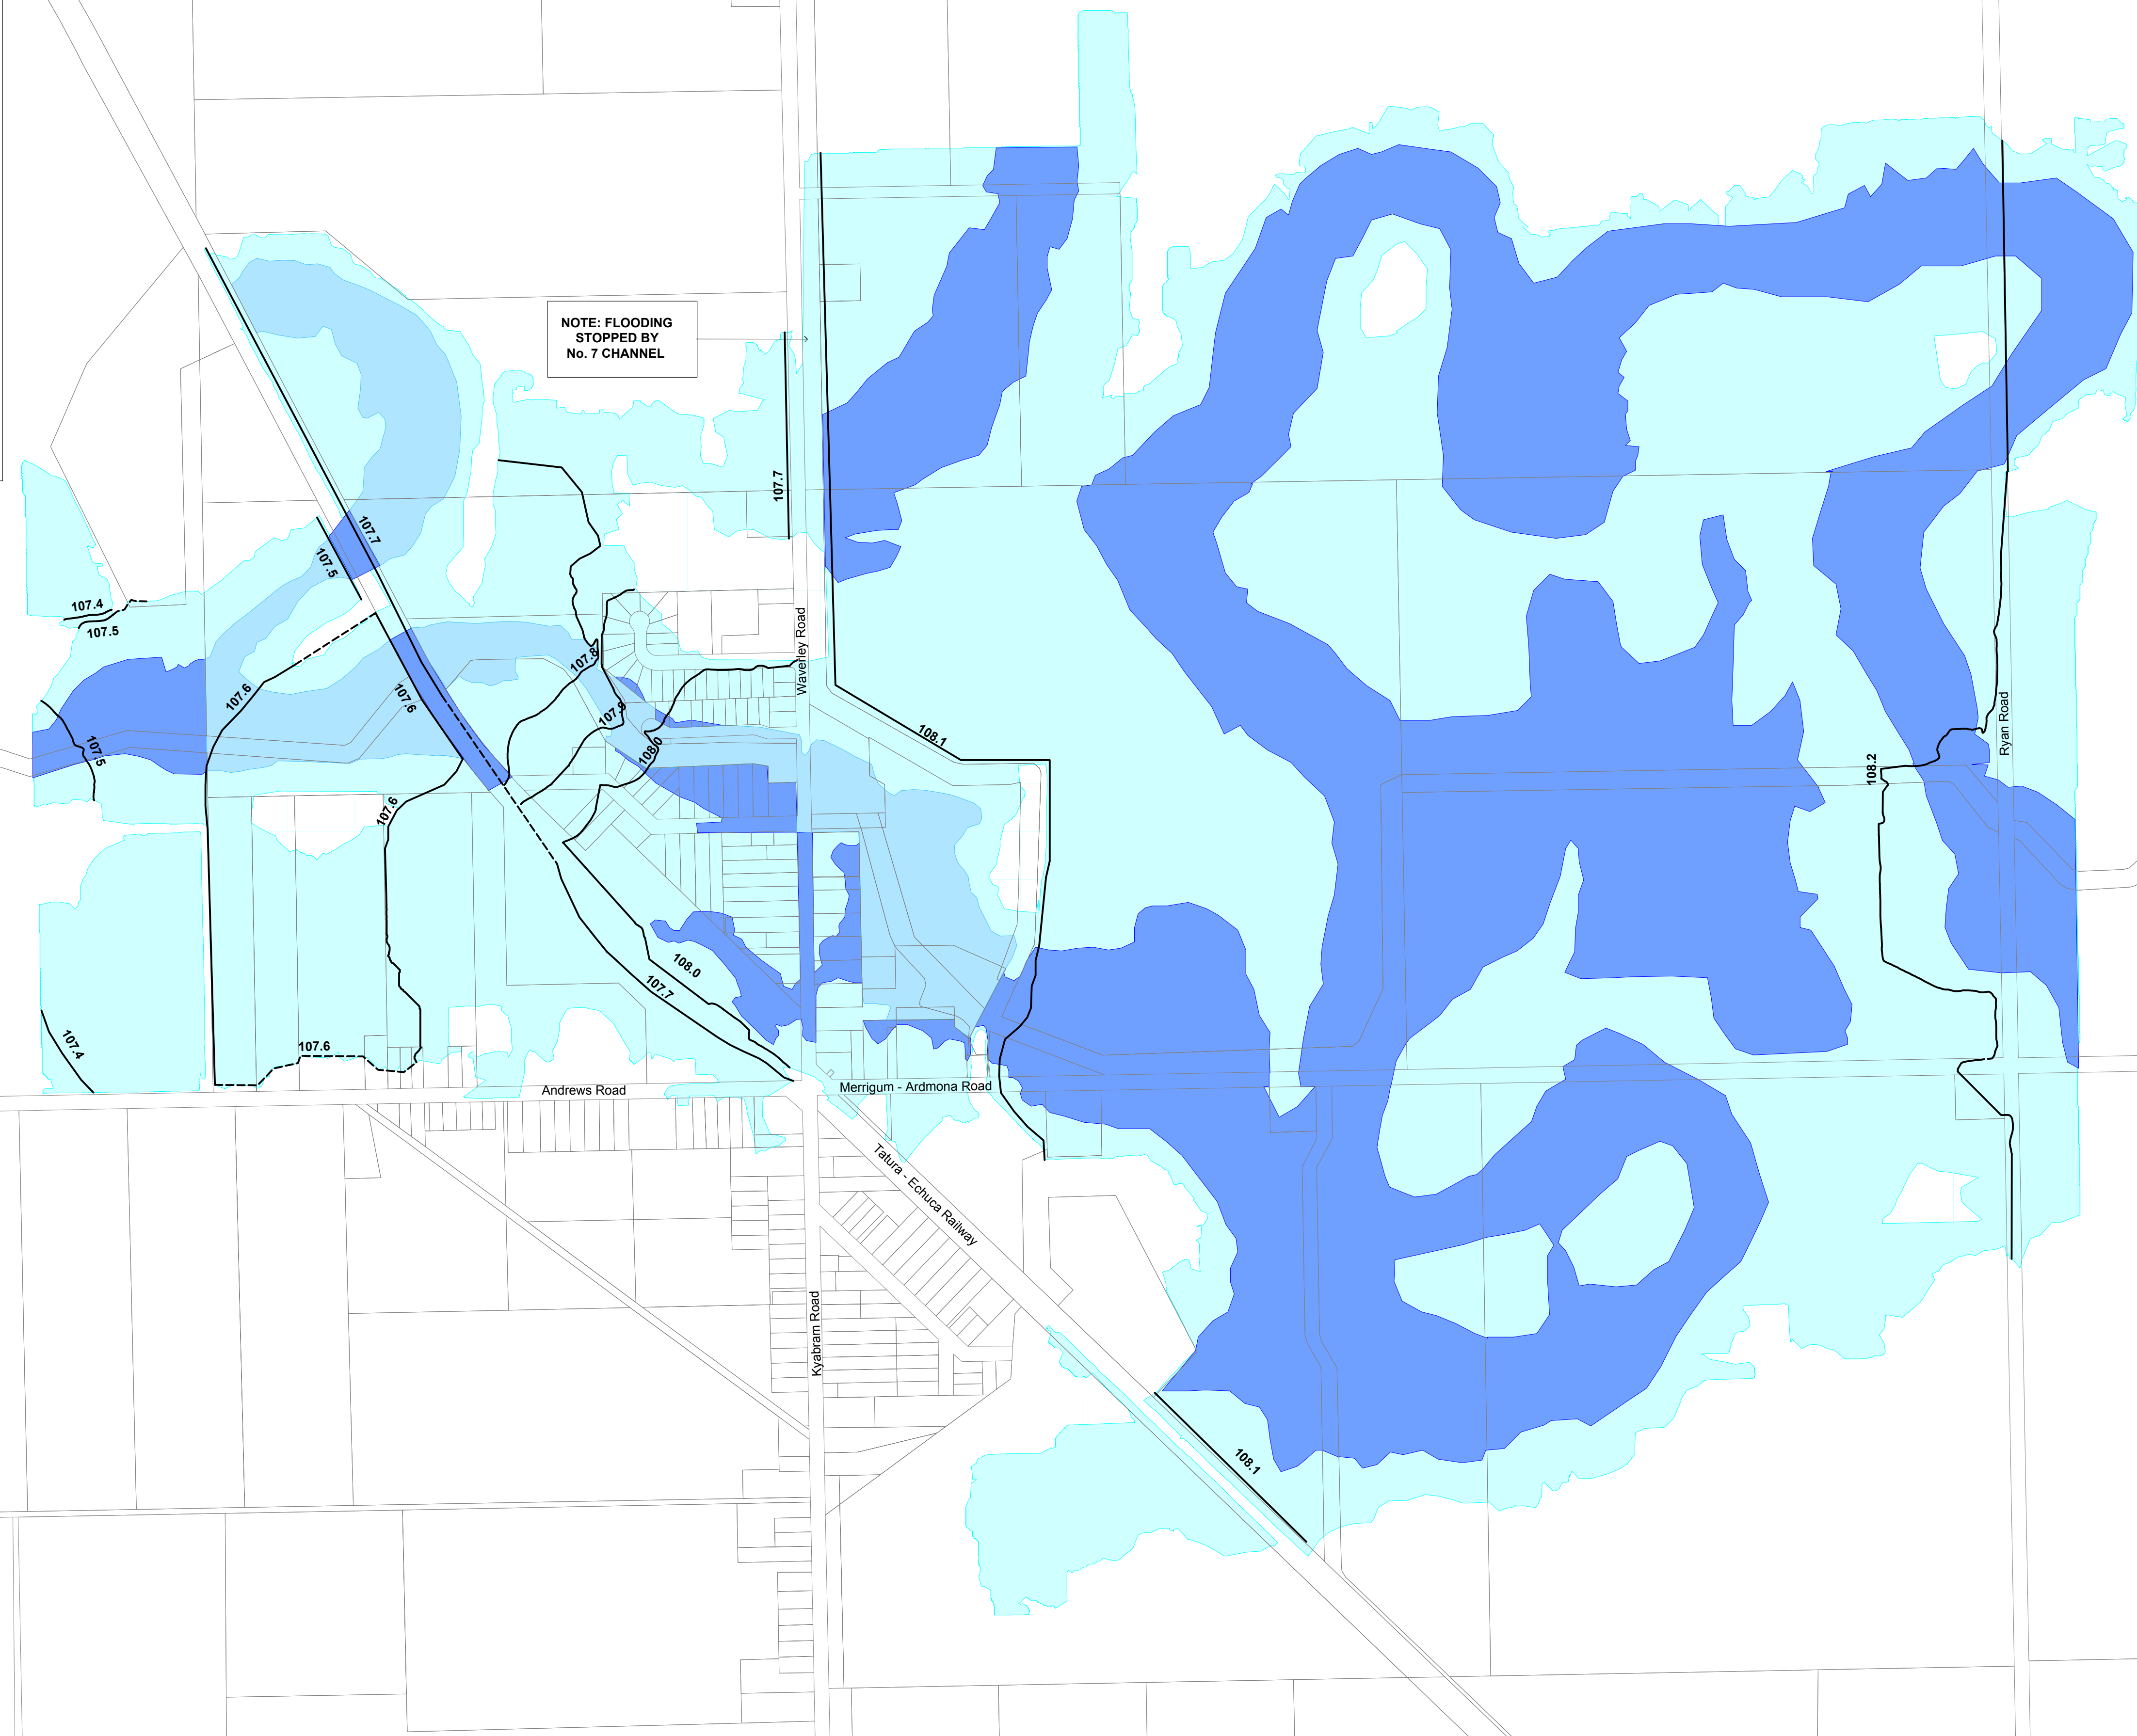 NOTE: FLOODING
STOPPED BY
No. 7 CHANNEL
107.7
107.7
107.5
107.4
107.5
Waverley Road
107.8
107.6
107.6
107.9
108.0
108.1
107.5
Ryan Road
108.2
107.6
108.0
107.7
107.4
107.6
Andrews Road
Merrigum - Ardmona Road
Tatura - Echuca Railway
Kyabram Road
108.1